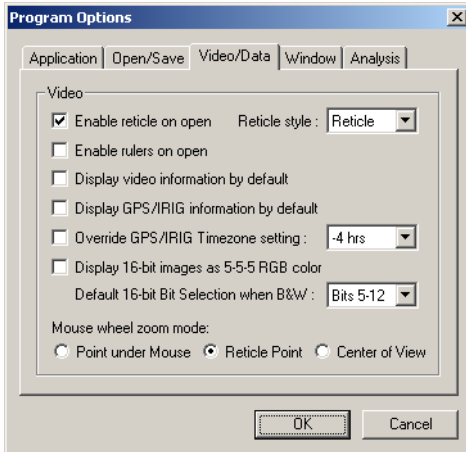 Program Options
Application Open/Save Video/Data Window Analysis
Video
Enable reticle on open Reticle style : Reticle
Enable rulers on open
Display video information by default
Display GPS/IRIG information by default
Override GPS/IRIG Timezone setting : -4 hrs
Display 16-bit images as 5-5-5 RGB color
Default 16-bit Bit Selection when B&W : Bits 5-12
Mouse wheel zoom mode:
Point under Mouse Reticle Point Center of View
OK Cancel